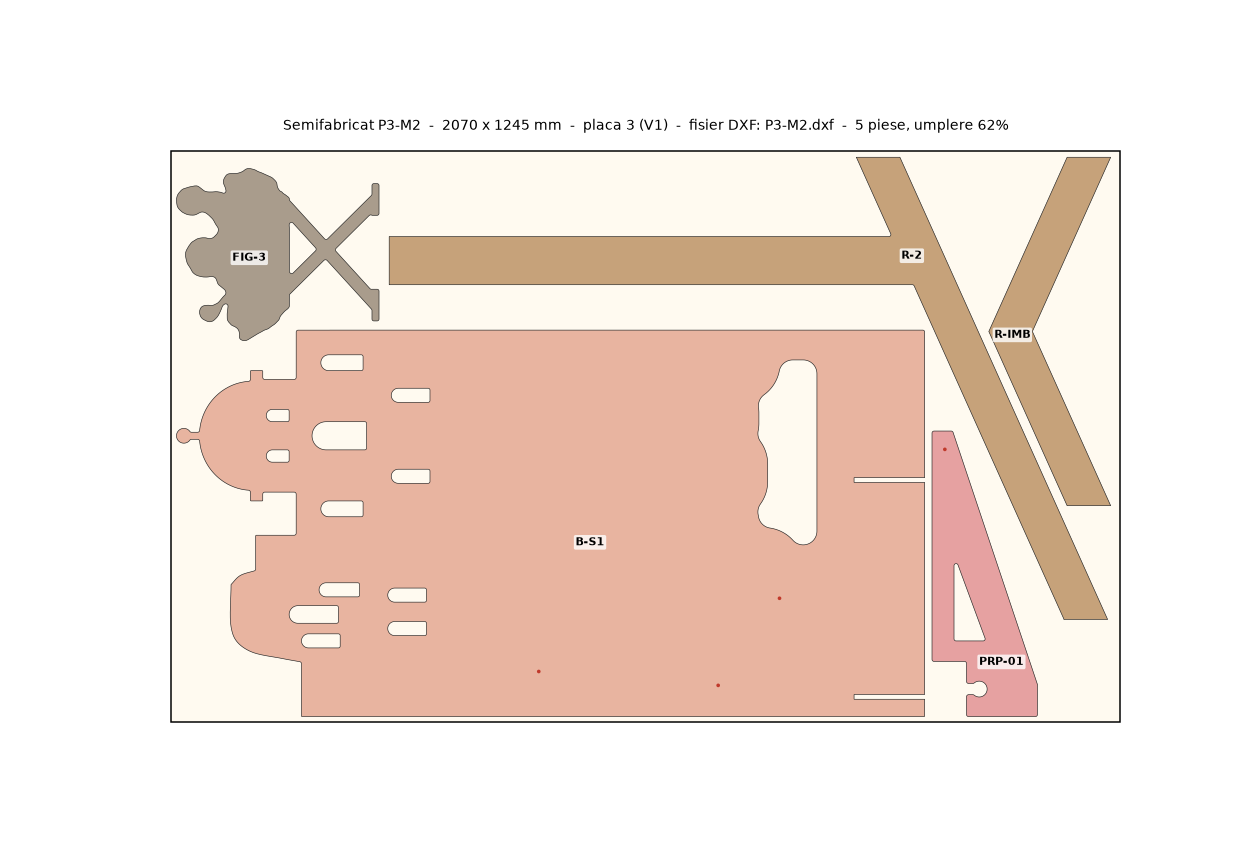 Semifabricat P3-M2 - 2070 x 1245 mm - placa 3 (V1) - fisier DXF: P3-M2.dxf - 5 piese, umplere 62%
FIG-3
R-2
R-IMB
B-S1
PRP-01